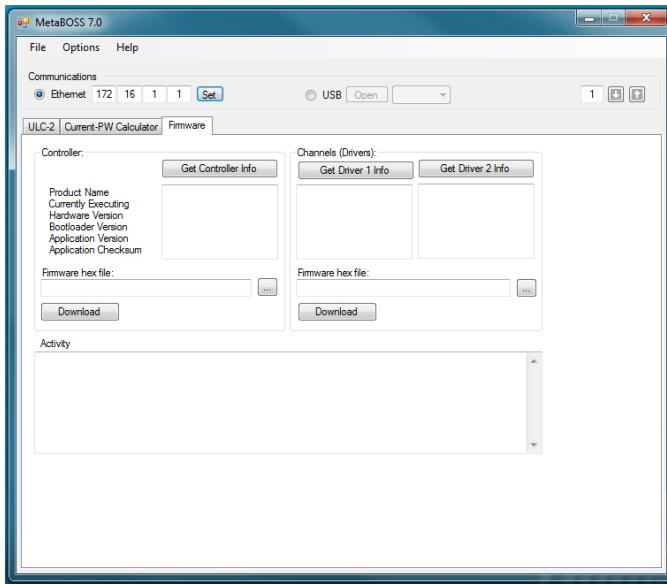 MetaBOSS 7.0
File Options Help
Communications
Ethernet 172 16 1 1 Set USB Open 1
ULC-2 Current-PW Calculator Firmware
Controller: Channels (Drivers):
Get Controller Info Get Driver 1 Info Get Driver 2 Info
Product Name
Currently Executing
Hardware Version
Bootloader Version
Application Version
Application Checksum
Firmware hex file: Firmware hex file:
... ...
Download Download
Activity